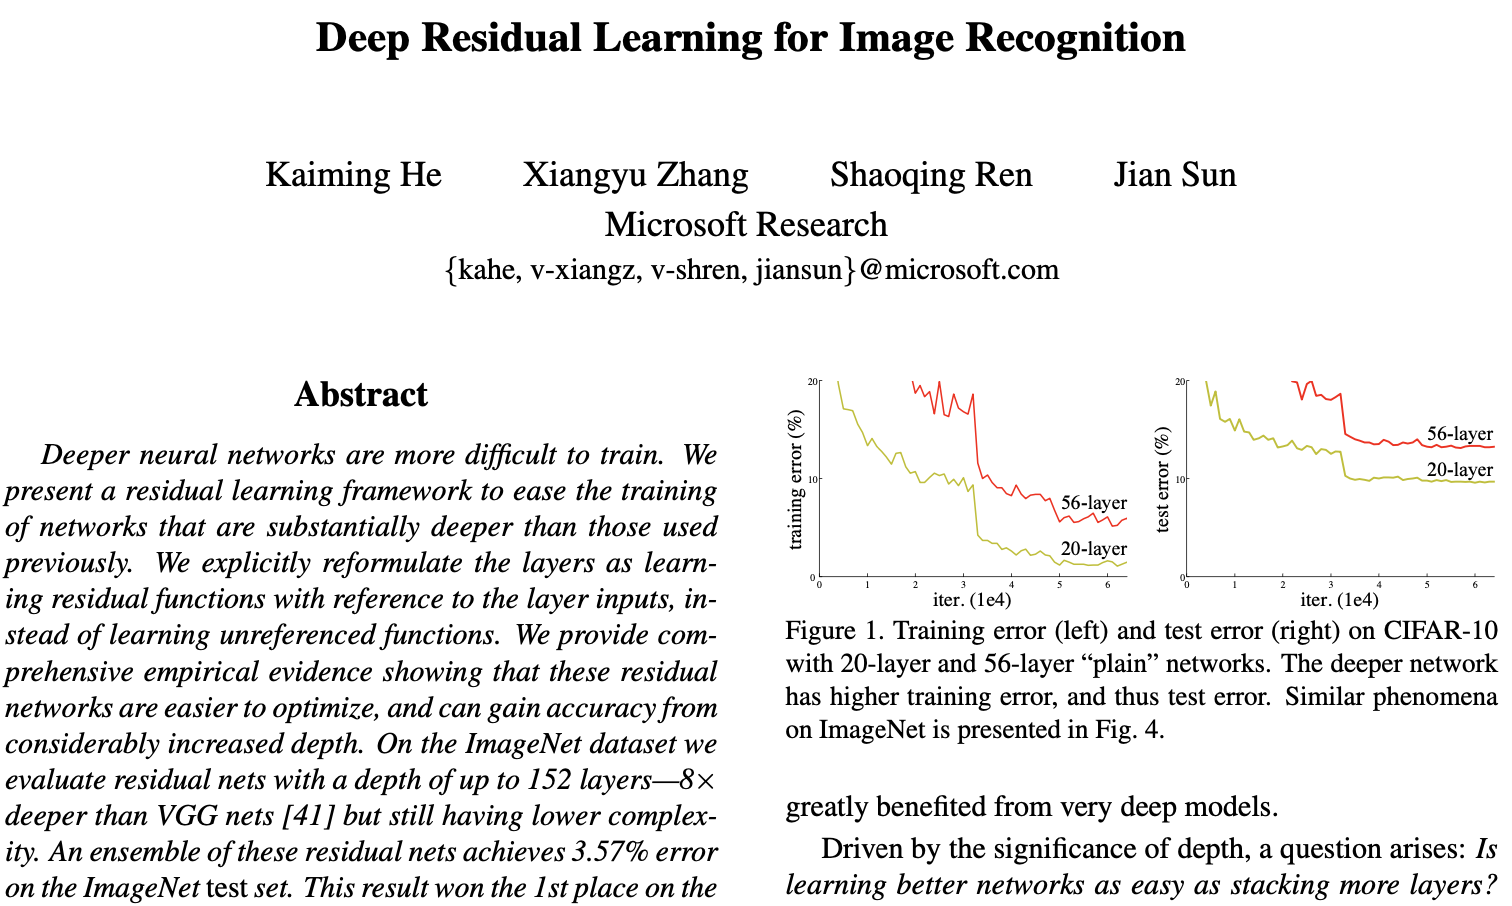 Deep Residual Learning for Image Recognition
Kaiming He Xiangyu Zhang Shaoqing Ren Jian Sun
Microsoft Research
{kahe, v-xiangz, v-shren, jiansun}@microsoft.com
Abstract
Deeper neural networks are more difficult to train. We
present a residual learning framework to ease the training
of networks that are substantially deeper than those used
previously. We explicitly reformulate the layers as learn-
ing residual functions with reference to the layer inputs, in-
stead of learning unreferenced functions. We provide com-
prehensive empirical evidence showing that these residual
networks are easier to optimize, and can gain accuracy from
considerably increased depth. On the ImageNet dataset we
evaluate residual nets with a depth of up to 152 layers—8×
deeper than VGG nets [41] but still having lower complex-
ity. An ensemble of these residual nets achieves 3.57% error
on the ImageNet test set. This result won the 1st place on the
20
10
0
training error (%)
56-layer
20-layer
0 1 2 3 4 5 6
iter. (1e4)
20
10
0
test error (%)
56-layer
20-layer
0 1 2 3 4 5 6
iter. (1e4)
Figure 1. Training error (left) and test error (right) on CIFAR-10
with 20-layer and 56-layer “plain” networks. The deeper network
has higher training error, and thus test error. Similar phenomena
on ImageNet is presented in Fig. 4.
greatly benefited from very deep models.
Driven by the significance of depth, a question arises: Is
learning better networks as easy as stacking more layers?